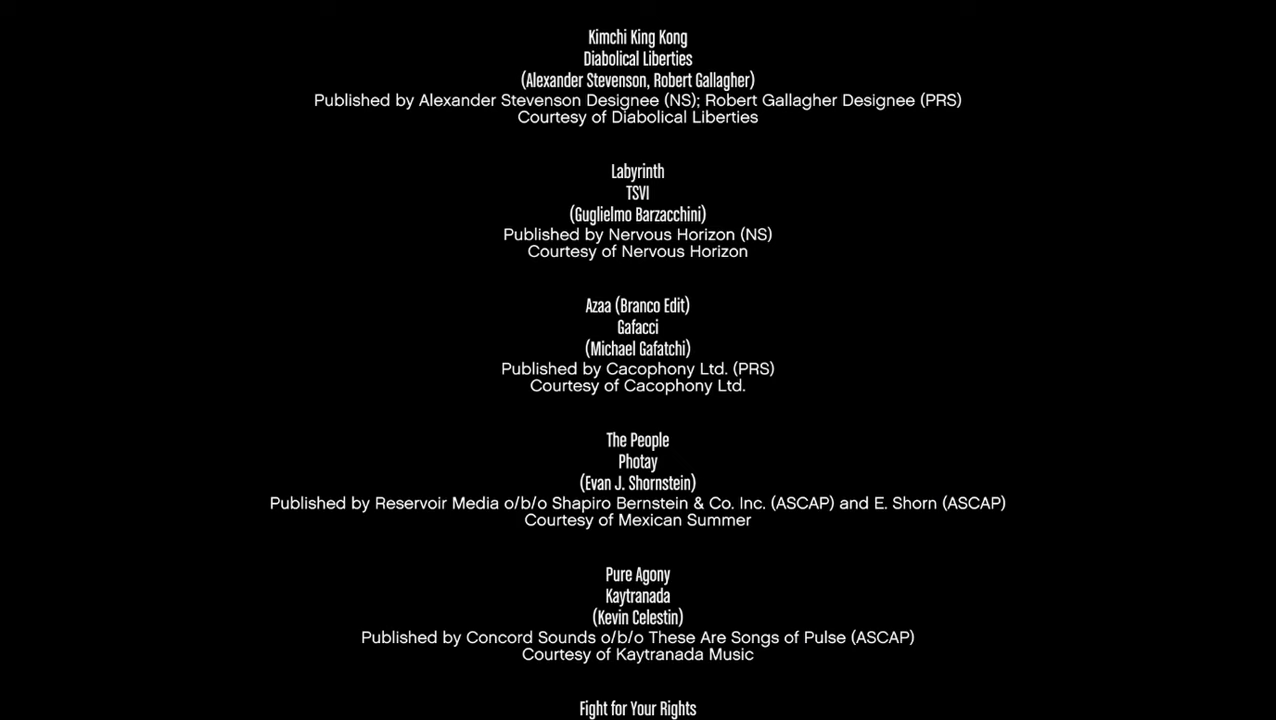 Kimchi King Kong
Diabolical Liberties
(Alexander Stevenson, Robert Gallagher)
Published by Alexander Stevenson Designee (NS); Robert Gallagher Designee (PRS)
Courtesy of Diabolical Liberties
Labyrinth
TSVI
(Guglielmo Barzacchini)
Published by Nervous Horizon (NS)
Courtesy of Nervous Horizon
Azaa (Branco Edit)
Gafacci
(Michael Gafatchi)
Published by Cacophony Ltd. (PRS)
Courtesy of Cacophony Ltd.
The People
Photay
(Evan J. Shornstein)
Published by Reservoir Media o/b/o Shapiro Bernstein & Co. Inc. (ASCAP) and E. Shorn (ASCAP)
Courtesy of Mexican Summer
Pure Agony
Kaytranada
(Kevin Celestin)
Published by Concord Sounds o/b/o These Are Songs of Pulse (ASCAP)
Courtesy of Kaytranada Music
Fight for Your Rights